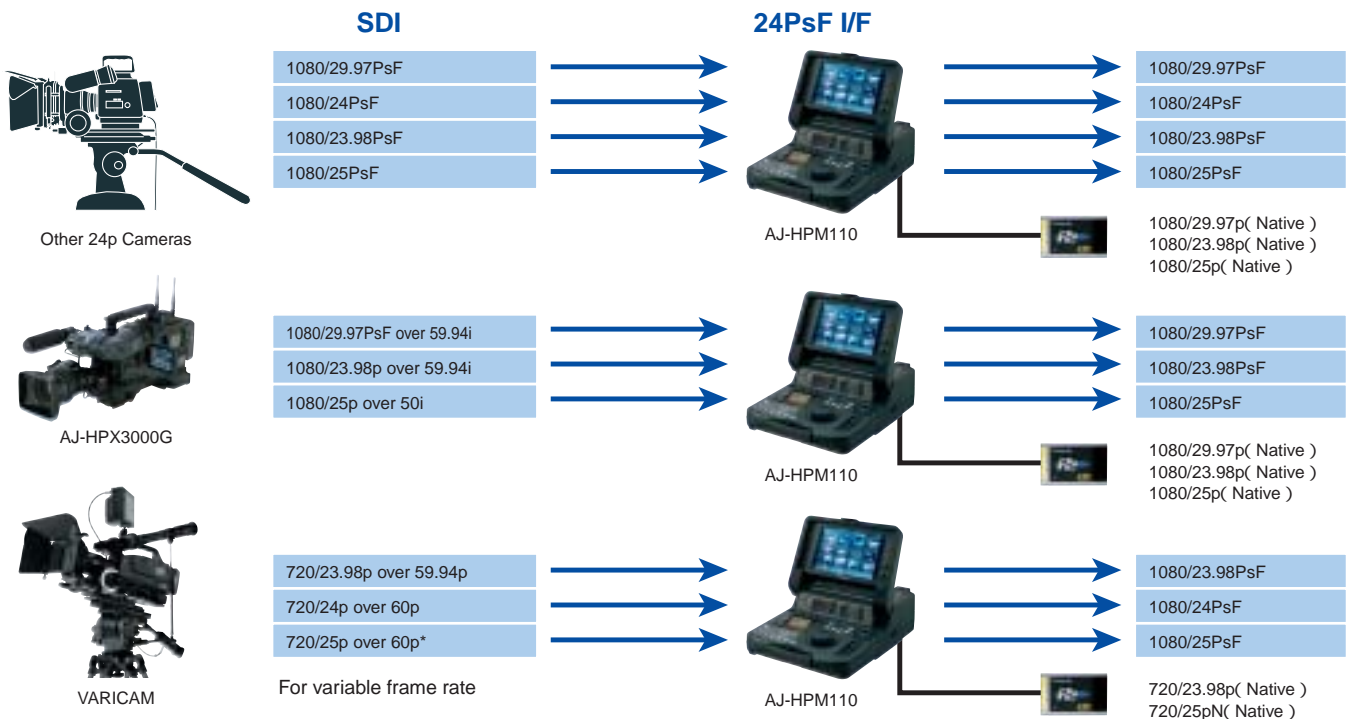 SDI
24PsF I/F
1080/29.97PsF
1080/24PsF
1080/23.98PsF
1080/25PsF
Other 24p Cameras
AJ-HPM110
1080/29.97PsF
1080/24PsF
1080/23.98PsF
1080/25PsF
1080/29.97p( Native )
1080/23.98p( Native )
1080/25p( Native )
1080/29.97PsF over 59.94i
1080/23.98p over 59.94i
1080/25p over 50i
AJ-HPX3000G
AJ-HPM110
1080/29.97PsF
1080/23.98PsF
1080/25PsF
1080/29.97p( Native )
1080/23.98p( Native )
1080/25p( Native )
720/23.98p over 59.94p
720/24p over 60p
720/25p over 60p*
For variable frame rate
VARICAM
AJ-HPM110
1080/23.98PsF
1080/24PsF
1080/25PsF
720/23.98p( Native )
720/25pN( Native )